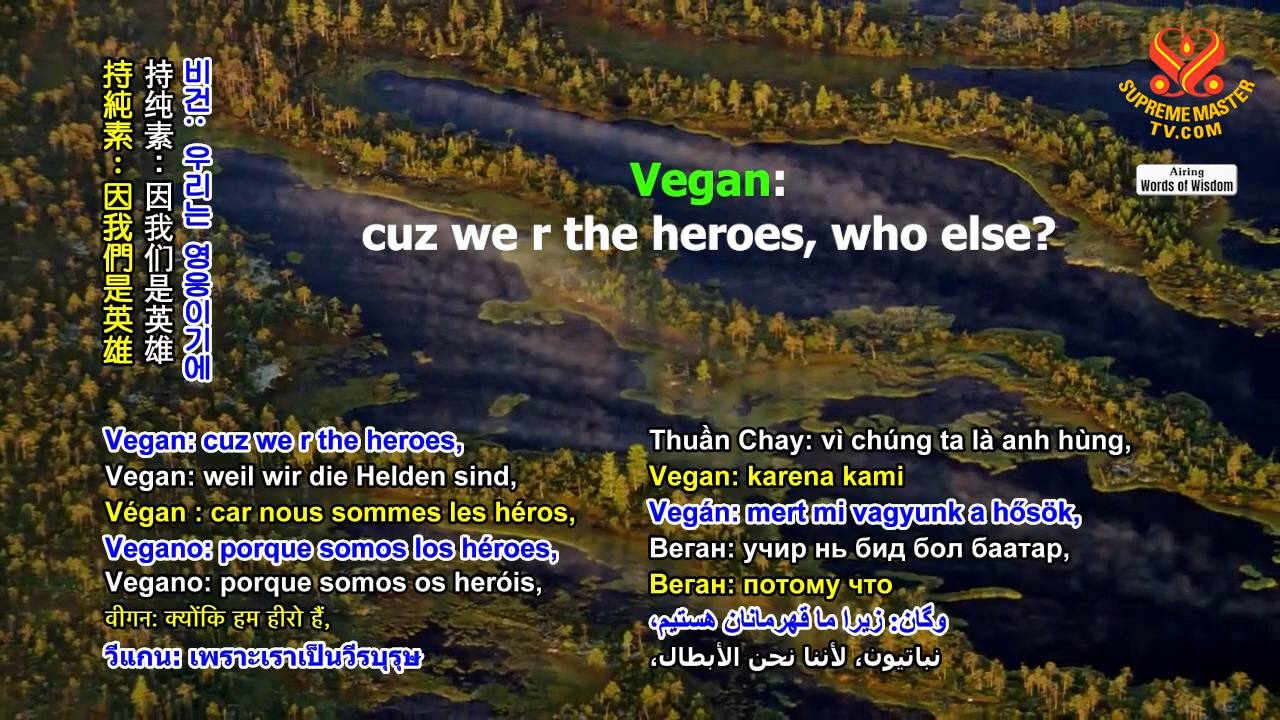 持純素：因我們是英雄
持纯素：因我们是英雄
비건: 우리는 영웅이기에
SUPREME MASTER
TV.COM
Airing
Words of Wisdom
Vegan:
cuz we r the heroes, who else?
Vegan: cuz we r the heroes,
Vegan: weil wir die Helden sind,
Végan : car nous sommes les héros,
Vegano: porque somos los héroes,
Vegano: porque somos os heróis,
वीगन: क्योंकि हम हीरो हैं,
วีแกน: เพราะเราเป็นวีรบุรุษ
Thuần Chay: vì chúng ta là anh hùng,
Vegan: karena kami
Vegán: mert mi vagyunk a hősök,
Веган: учир нь бид бол баатар,
Веган: потому что
وگان: زیرا ما قهرمانان هستیم،
نباتيون، لأننا نحن الأبطال،